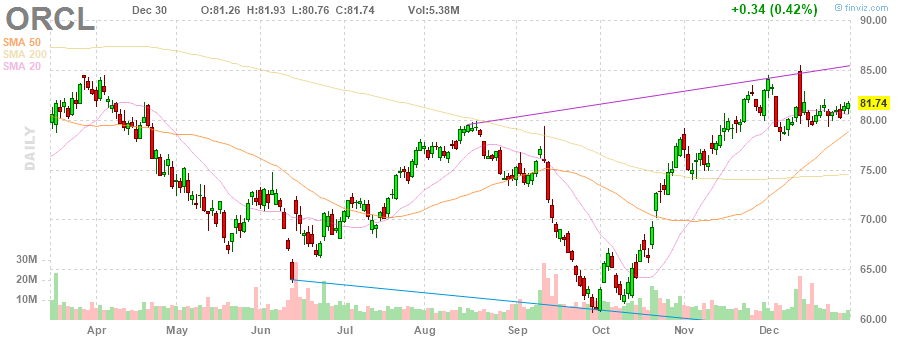 ORCL Dec 30 O:81.26 H:81.93 L:80.76 C:81.74 Vol:5.38M +0.34 (0.42%) © finviz.com
SMA 50
SMA 200
SMA 20
DAILY
90.00
85.00
81.74
80.00
75.00
70.00
65.00
60.00
30M
20M
10M
Apr May Jun Jul Aug Sep Oct Nov Dec